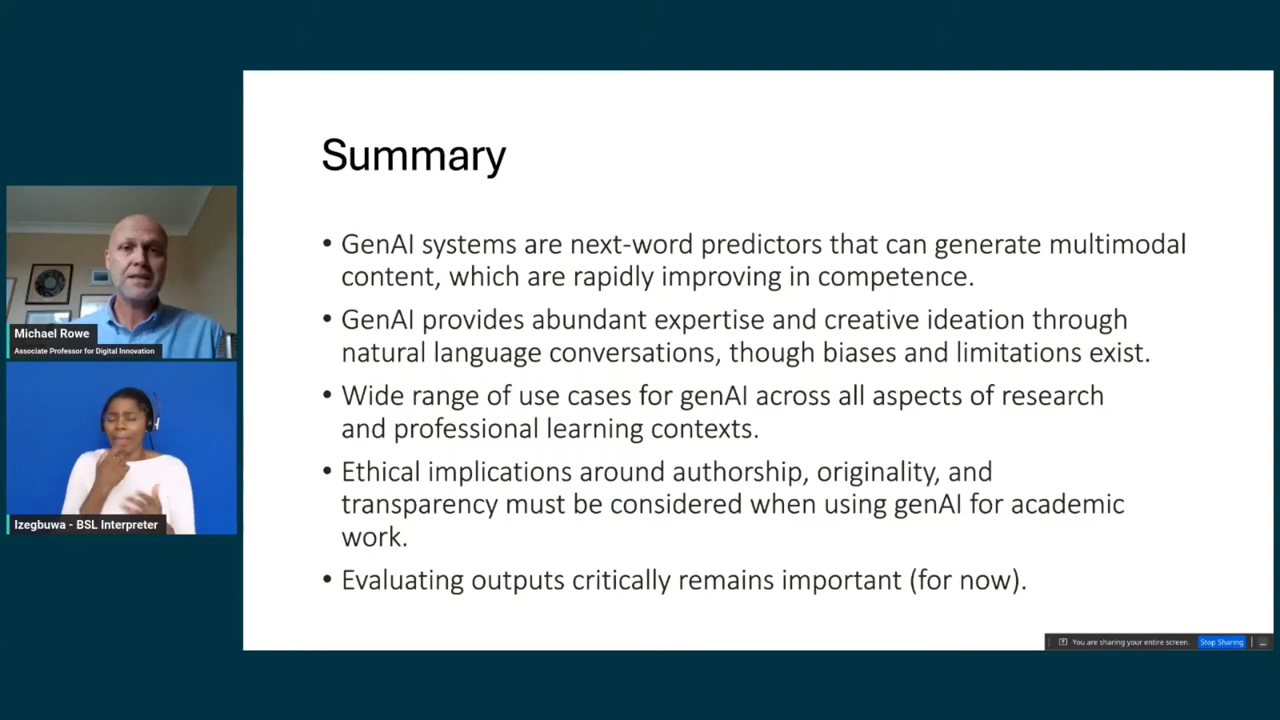 Summary
• GenAI systems are next-word predictors that can generate multimodal
content, which are rapidly improving in competence.
• GenAI provides abundant expertise and creative ideation through
natural language conversations, though biases and limitations exist.
• Wide range of use cases for genAI across all aspects of research
and professional learning contexts.
• Ethical implications around authorship, originality, and
transparency must be considered when using genAI for academic
work.
• Evaluating outputs critically remains important (for now).
Michael Rowe
Associate Professor for Digital Innovation
Izegbuwa - BSL Interpreter
You are sharing your entire screen.
Stop Sharing